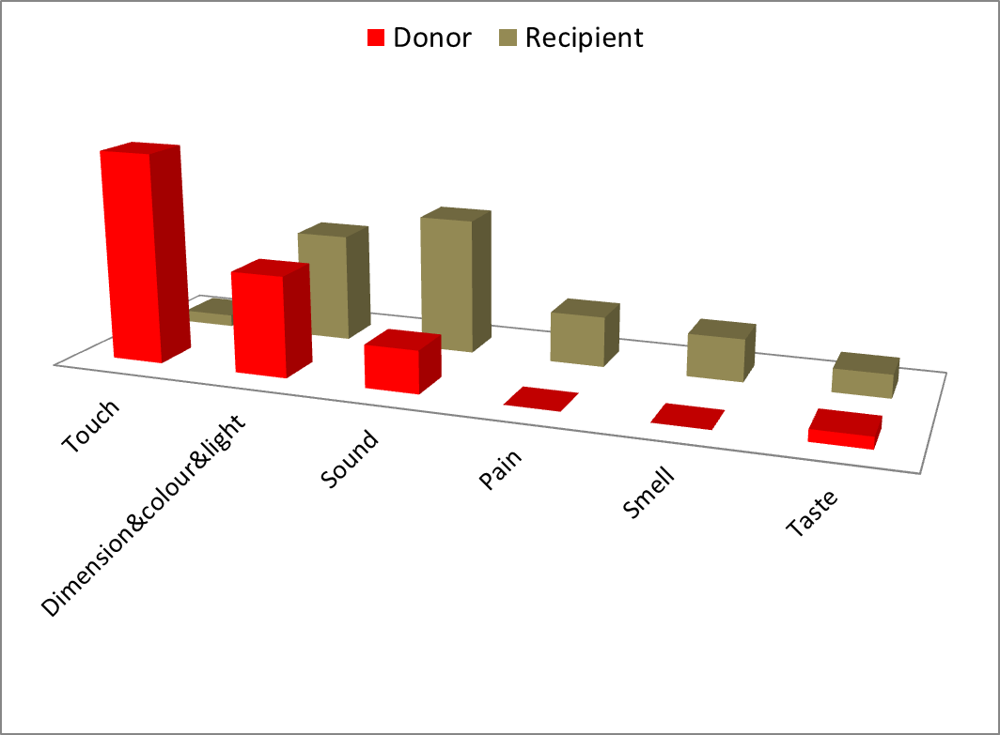 Donor Recipient
Touch
Dimension&colour&light
Sound
Pain
Smell
Taste